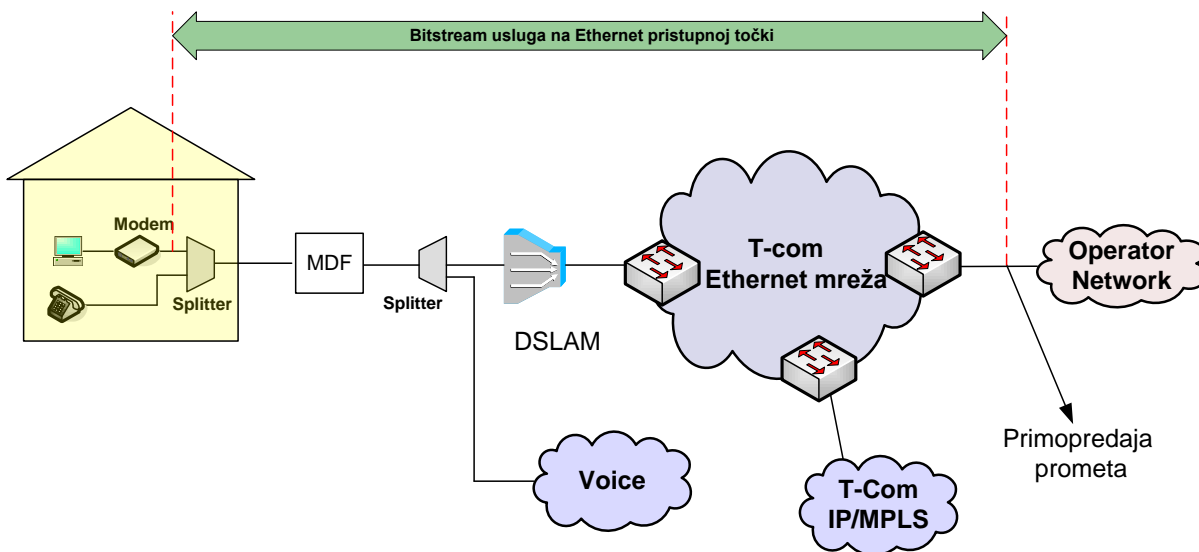 Bitstream usluga na Ethernet pristupnoj točki
Modem
Splitter
MDF
Splitter
DSLAM
T-com
Ethernet mreža
Operator
Network
Primopredaja
prometa
Voice
T-Com
IP/MPLS